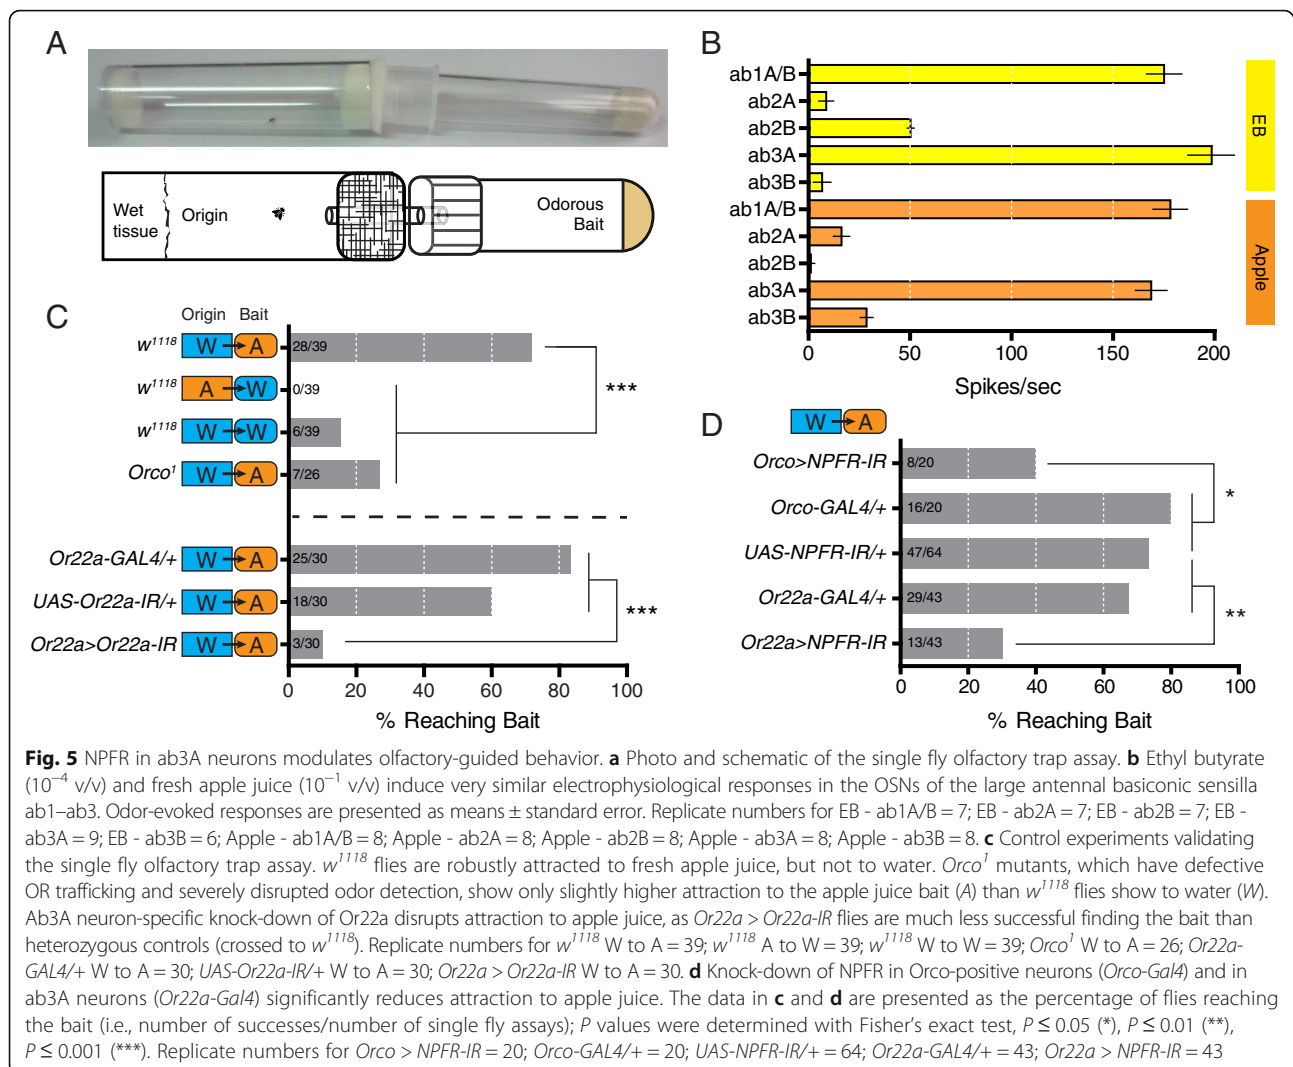 A
Wet
tissue
Origin
Odorous
Bait
B
ab1A/B
ab2A
ab2B
ab3A
ab3B
ab1A/B
ab2A
ab2B
ab3A
ab3B
EB
Apple
0 50 100 150 200
Spikes/sec
C
Origin Bait
w1118 W A 28/39
w1118 A W 0/39
w1118 W W 6/39
Orco1 W A 7/26
***
Or22a-GAL4/+ W A 25/30
UAS-Or22a-IR/+ W A 18/30
Or22a>Or22a-IR W A 3/30
***
0 20 40 60 80 100
% Reaching Bait
D
W A
Orco>NPFR-IR 8/20
Orco-GAL4/+ 16/20
UAS-NPFR-IR/+ 47/64
Or22a-GAL4/+ 29/43
Or22a>NPFR-IR 13/43
*
**
0 20 40 60 80 100
% Reaching Bait
Fig. 5 NPFR in ab3A neurons modulates olfactory-guided behavior. a Photo and schematic of the single fly olfactory trap assay. b Ethyl butyrate
(10−4 v/v) and fresh apple juice (10−1 v/v) induce very similar electrophysiological responses in the OSNs of the large antennal basiconic sensilla
ab1–ab3. Odor-evoked responses are presented as means ± standard error. Replicate numbers for EB - ab1A/B = 7; EB - ab2A = 7; EB - ab2B = 7; EB -
ab3A = 9; EB - ab3B = 6; Apple - ab1A/B = 8; Apple - ab2A = 8; Apple - ab2B = 8; Apple - ab3A = 8; Apple - ab3B = 8. c Control experiments validating
the single fly olfactory trap assay. w1118 flies are robustly attracted to fresh apple juice, but not to water. Orco1 mutants, which have defective
OR trafficking and severely disrupted odor detection, show only slightly higher attraction to the apple juice bait (A) than w1118 flies show to water (W).
Ab3A neuron-specific knock-down of Or22a disrupts attraction to apple juice, as Or22a > Or22a-IR flies are much less successful finding the bait than
heterozygous controls (crossed to w1118). Replicate numbers for w1118 W to A = 39; w1118 A to W = 39; w1118 W to W = 39; Orco1 W to A = 26; Or22a-
GAL4/+ W to A = 30; UAS-Or22a-IR/+ W to A = 30; Or22a > Or22a-IR W to A = 30. d Knock-down of NPFR in Orco-positive neurons (Orco-Gal4) and in
ab3A neurons (Or22a-Gal4) significantly reduces attraction to apple juice. The data in c and d are presented as the percentage of flies reaching
the bait (i.e., number of successes/number of single fly assays); P values were determined with Fisher's exact test, P ≤ 0.05 (*), P ≤ 0.01 (**),
P ≤ 0.001 (***). Replicate numbers for Orco > NPFR-IR = 20; Orco-GAL4/+ = 20; UAS-NPFR-IR/+ = 64; Or22a-GAL4/+ = 43; Or22a > NPFR-IR = 43